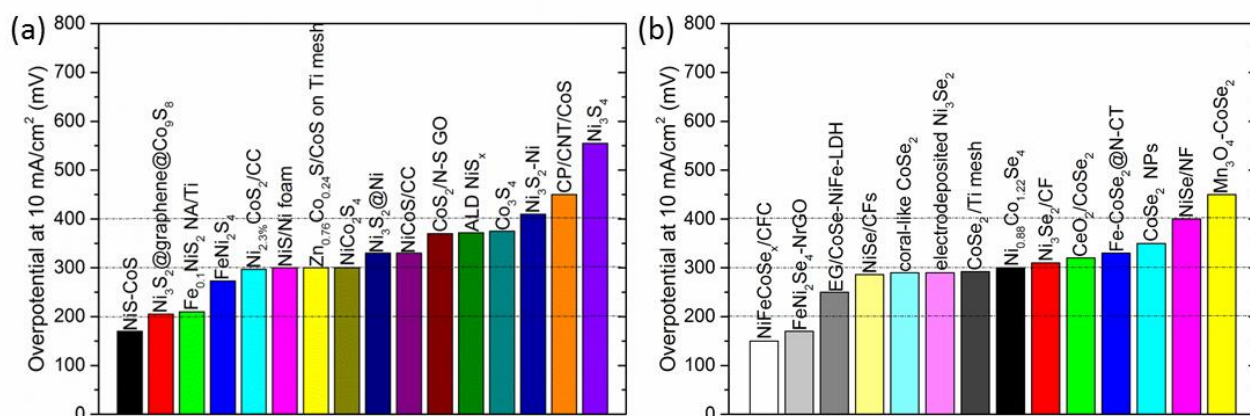 (a)
Overpotential at 10 mA/cm² (mV)
800
700
600
500
400
300
200
100
0
NiS-CoS
Ni₃S₂@graphene@Co₉S₈
Fe₀.₁NiS₂ NA/Ti
FeNi₂S₄
Ni₂.₃%CoS₂/CC
NiS/Ni foam
Zn₀.₇₆Co₀.₂₄S/CoS on Ti mesh
NiCo₂S₄
Ni₃S₂@Ni
NiCoS/CC
CoS₂/N-S GO
ALD NiSₓ
Co₃S₄
Ni₃S₂-Ni
CP/CNT/CoS
Ni₃S₄
(b)
Overpotential at 10 mA/cm² (mV)
800
700
600
500
400
300
200
100
0
NiFeCoSeₓ/CFC
FeNi₂Se₄-NrGO
EG/CoSe-NiFe-LDH
NiSe/CFs
coral-like CoSe₂
electrodeposited Ni₃Se₂
CoSe₂/Ti mesh
Ni₀.₈₈Co₁.₂₂Se₄
Ni₃Se₂/CF
CeO₂/CoSe₂
Fe-CoSe₂@N-CT
CoSe₂ NPs
NiSe/NF
Mn₃O₄-CoSe₂